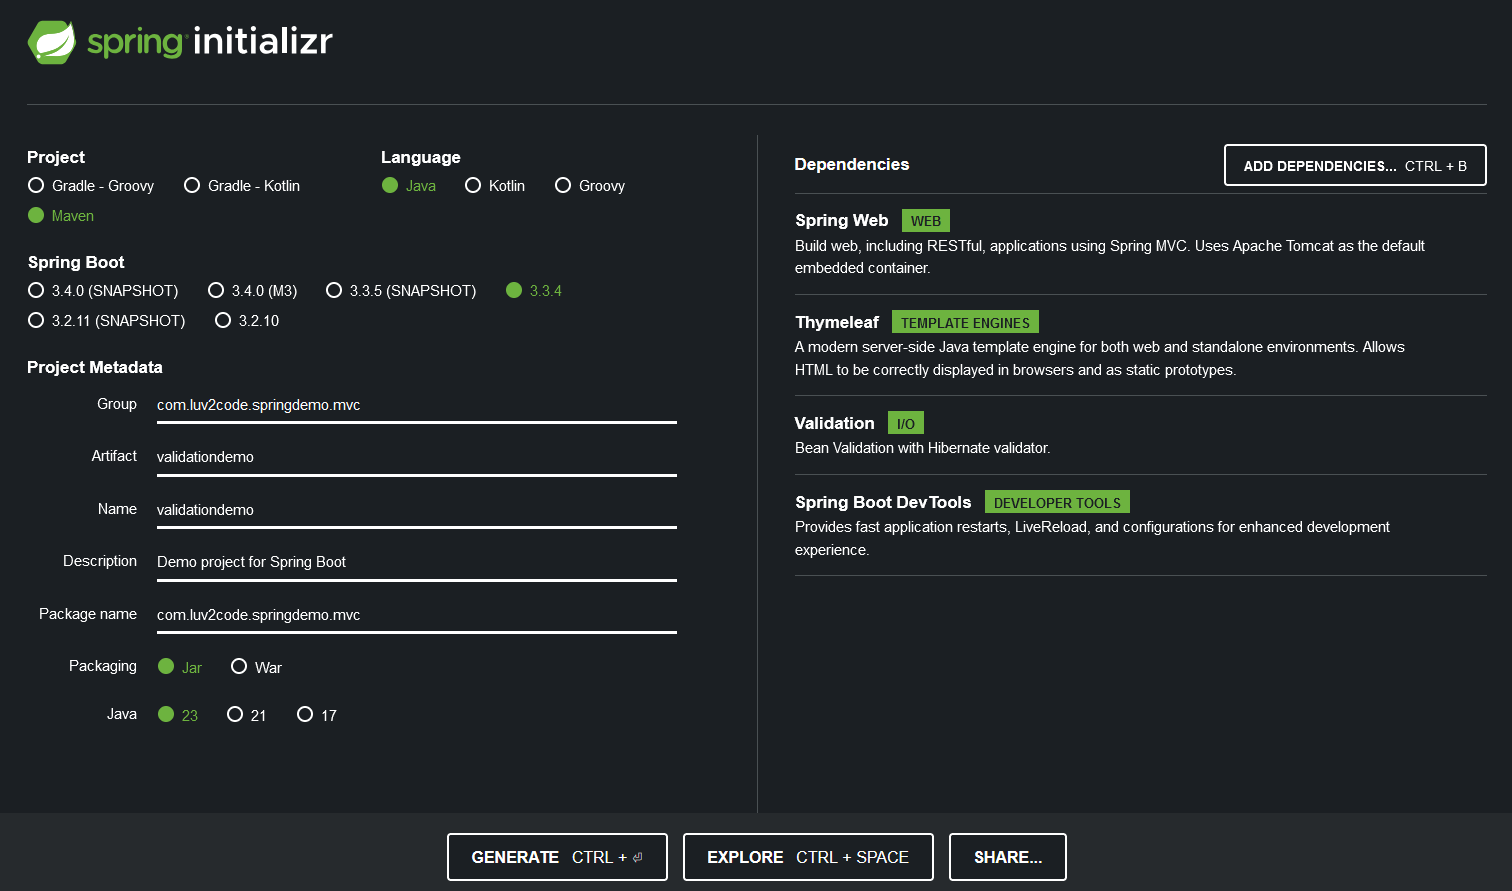 spring initializr
Project
Gradle - Groovy Gradle - Kotlin
Maven
Language
Java Kotlin Groovy
Spring Boot
3.4.0 (SNAPSHOT) 3.4.0 (M3) 3.3.5 (SNAPSHOT) 3.3.4
3.2.11 (SNAPSHOT) 3.2.10
Project Metadata
Group com.luv2code.springdemo.mvc
Artifact validationdemo
Name validationdemo
Description Demo project for Spring Boot
Package name com.luv2code.springdemo.mvc
Packaging Jar War
Java 23 21 17
Dependencies
ADD DEPENDENCIES... CTRL + B
Spring Web WEB
Build web, including RESTful, applications using Spring MVC. Uses Apache Tomcat as the default
embedded container.
Thymeleaf TEMPLATE ENGINES
A modern server-side Java template engine for both web and standalone environments. Allows
HTML to be correctly displayed in browsers and as static prototypes.
Validation I/O
Bean Validation with Hibernate validator.
Spring Boot DevTools DEVELOPER TOOLS
Provides fast application restarts, LiveReload, and configurations for enhanced development
experience.
GENERATE CTRL + ⏎
EXPLORE CTRL + SPACE
SHARE...